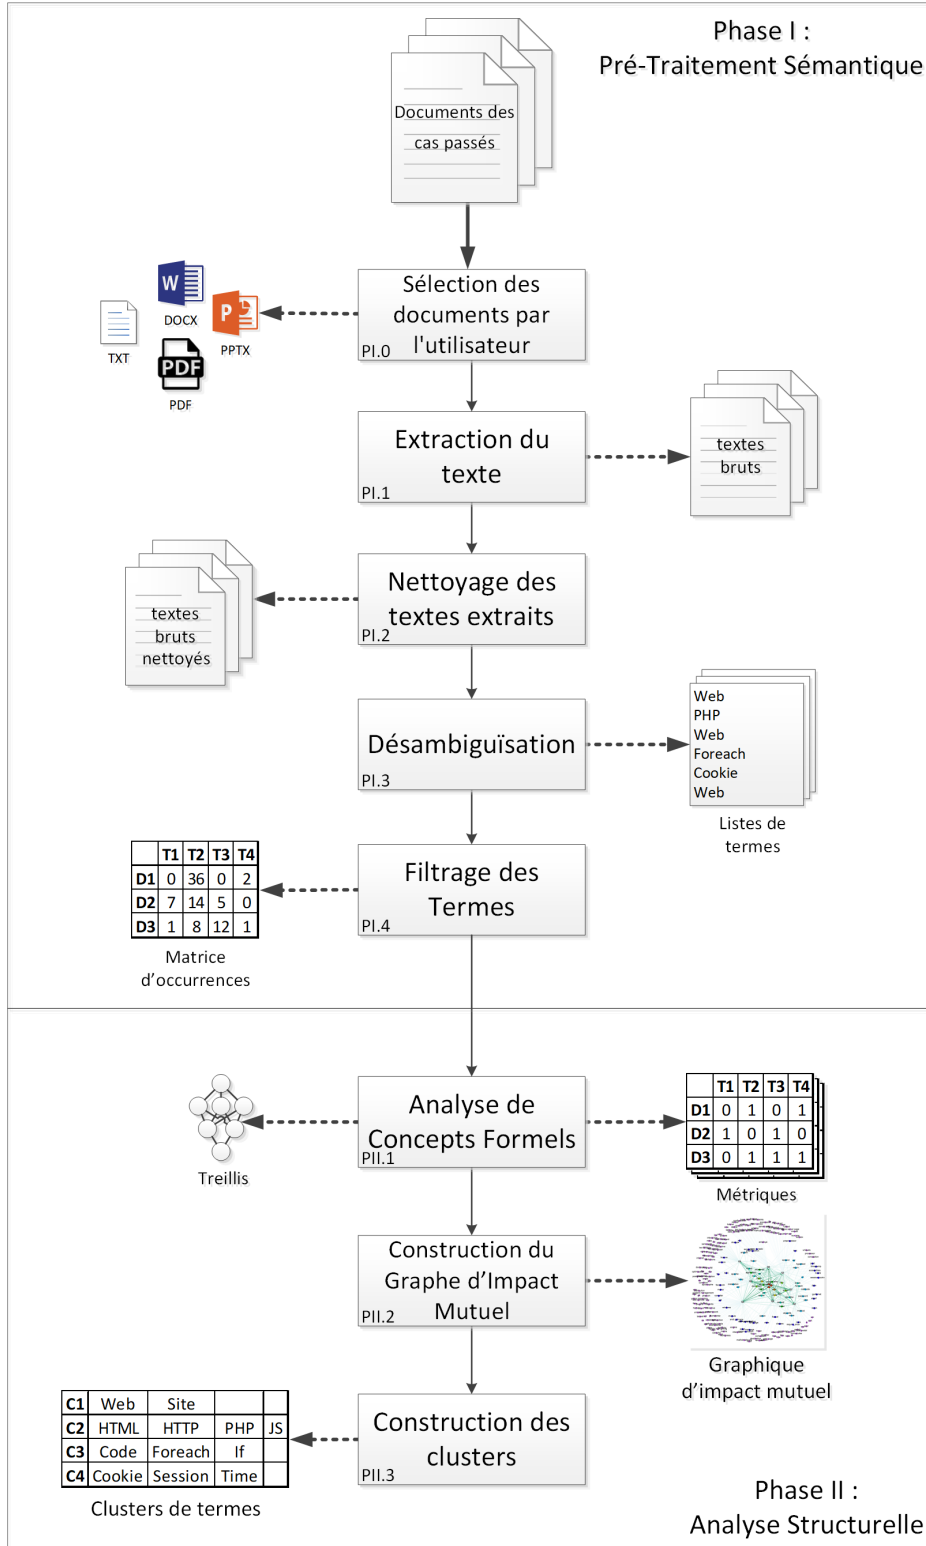 Phase I :
Pré-Traitement Sémantique
Documents des
cas passés
Sélection des
documents par
l'utilisateur
PI.0
W
DOCX
P
PPTX
TXT
PDF
PDF
Extraction du
texte
PI.1
textes
bruts
Nettoyage des
textes extraits
PI.2
textes
bruts
nettoyés
Désambiguïsation
PI.3
Web
PHP
Web
Foreach
Cookie
Web
Listes de
termes
Filtrage des
Termes
PI.4
T1 T2 T3 T4
D1 0 36 0 2
D2 7 14 5 0
D3 1 8 12 1
Matrice
d’occurrences
Analyse de
Concepts Formels
PII.1
Treillis
T1 T2 T3 T4
D1 0 1 0 1
D2 1 0 1 0
D3 0 1 1 1
Métriques
Construction du
Graphe d’Impact
Mutuel
PII.2
Graphique
d’impact mutuel
Construction des
clusters
PII.3
C1 Web Site
C2 HTML HTTP PHP JS
C3 Code Foreach If
C4 Cookie Session Time
Clusters de termes
Phase II :
Analyse Structurelle